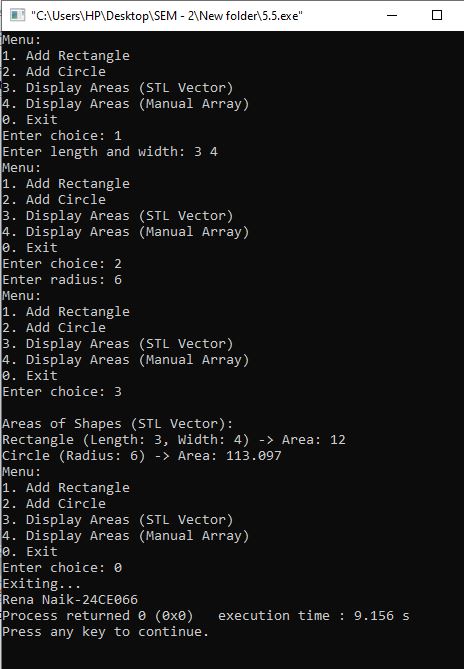 "C:\Users\HP\Desktop\SEM - 2\New folder\5.5.exe"
Menu:
1. Add Rectangle
2. Add Circle
3. Display Areas (STL Vector)
4. Display Areas (Manual Array)
0. Exit
Enter choice: 1
Enter length and width: 3 4
Menu:
1. Add Rectangle
2. Add Circle
3. Display Areas (STL Vector)
4. Display Areas (Manual Array)
0. Exit
Enter choice: 2
Enter radius: 6
Menu:
1. Add Rectangle
2. Add Circle
3. Display Areas (STL Vector)
4. Display Areas (Manual Array)
0. Exit
Enter choice: 3
Areas of Shapes (STL Vector):
Rectangle (Length: 3, Width: 4) -> Area: 12
Circle (Radius: 6) -> Area: 113.097
Menu:
1. Add Rectangle
2. Add Circle
3. Display Areas (STL Vector)
4. Display Areas (Manual Array)
0. Exit
Enter choice: 0
Exiting...
Rena Naik-24CE066
Process returned 0 (0x0)   execution time : 9.156 s
Press any key to continue.